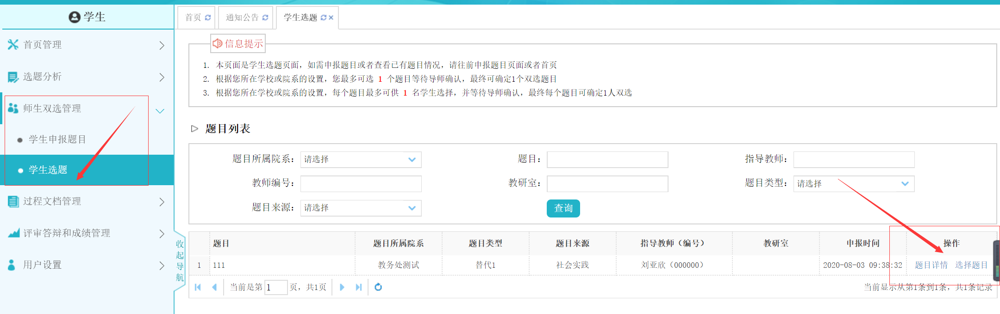 学生
首页管理
选题分析
师生双选管理
学生申报题目
学生选题
过程文档管理
评审答辩和成绩管理
用户设置
收起导航
首页 通知公告 学生选题
信息提示
1. 本页面是学生选题页面，如需申报题目或者查看已有题目情况，请往前申报题目页面或者首页
2. 根据您所在学校或院系的设置，您最多可选 1 个题目等待导师确认，最终可确定1个双选题目
3. 根据您所在学校或院系的设置，每个题目最多可供 1 名学生选择，并等待导师确认，最终每个题目可确定1人双选
题目列表
题目所属院系： 请选择 题目： 指导教师：
教师编号： 教研室： 题目类型： 请选择
题目来源： 请选择 查询
题目 题目所属院系 题目类型 题目来源 指导教师（编号） 教研室 申报时间 操作
1 111 教务处测试 替代1 社会实践 刘亚欣（000000） 2020-08-03 09:38:32 题目详情 选择题目
当前是第 1 页，共1页 当前显示从第1条到1条，共1条记录